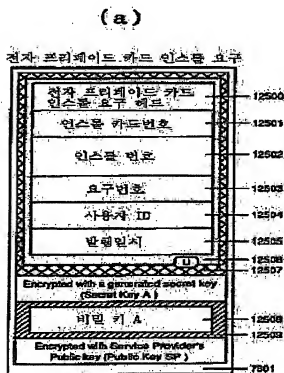 (a)
전자 프리페이드 카드 인스톨 요구
전자 프리페이드 카드
인스톨 요구 헤드
12500
인스톨 카드번호
12501
인스톨 번호
12502
요구번호
12503
사용자 ID
12504
발행일시
12505
U
12506
12507
Encrypted with a generated secret key
(Secret Key A)
비밀 키 A
12508
12509
Encrypted with Service Provider's
Public key (Public Key SP)
7801